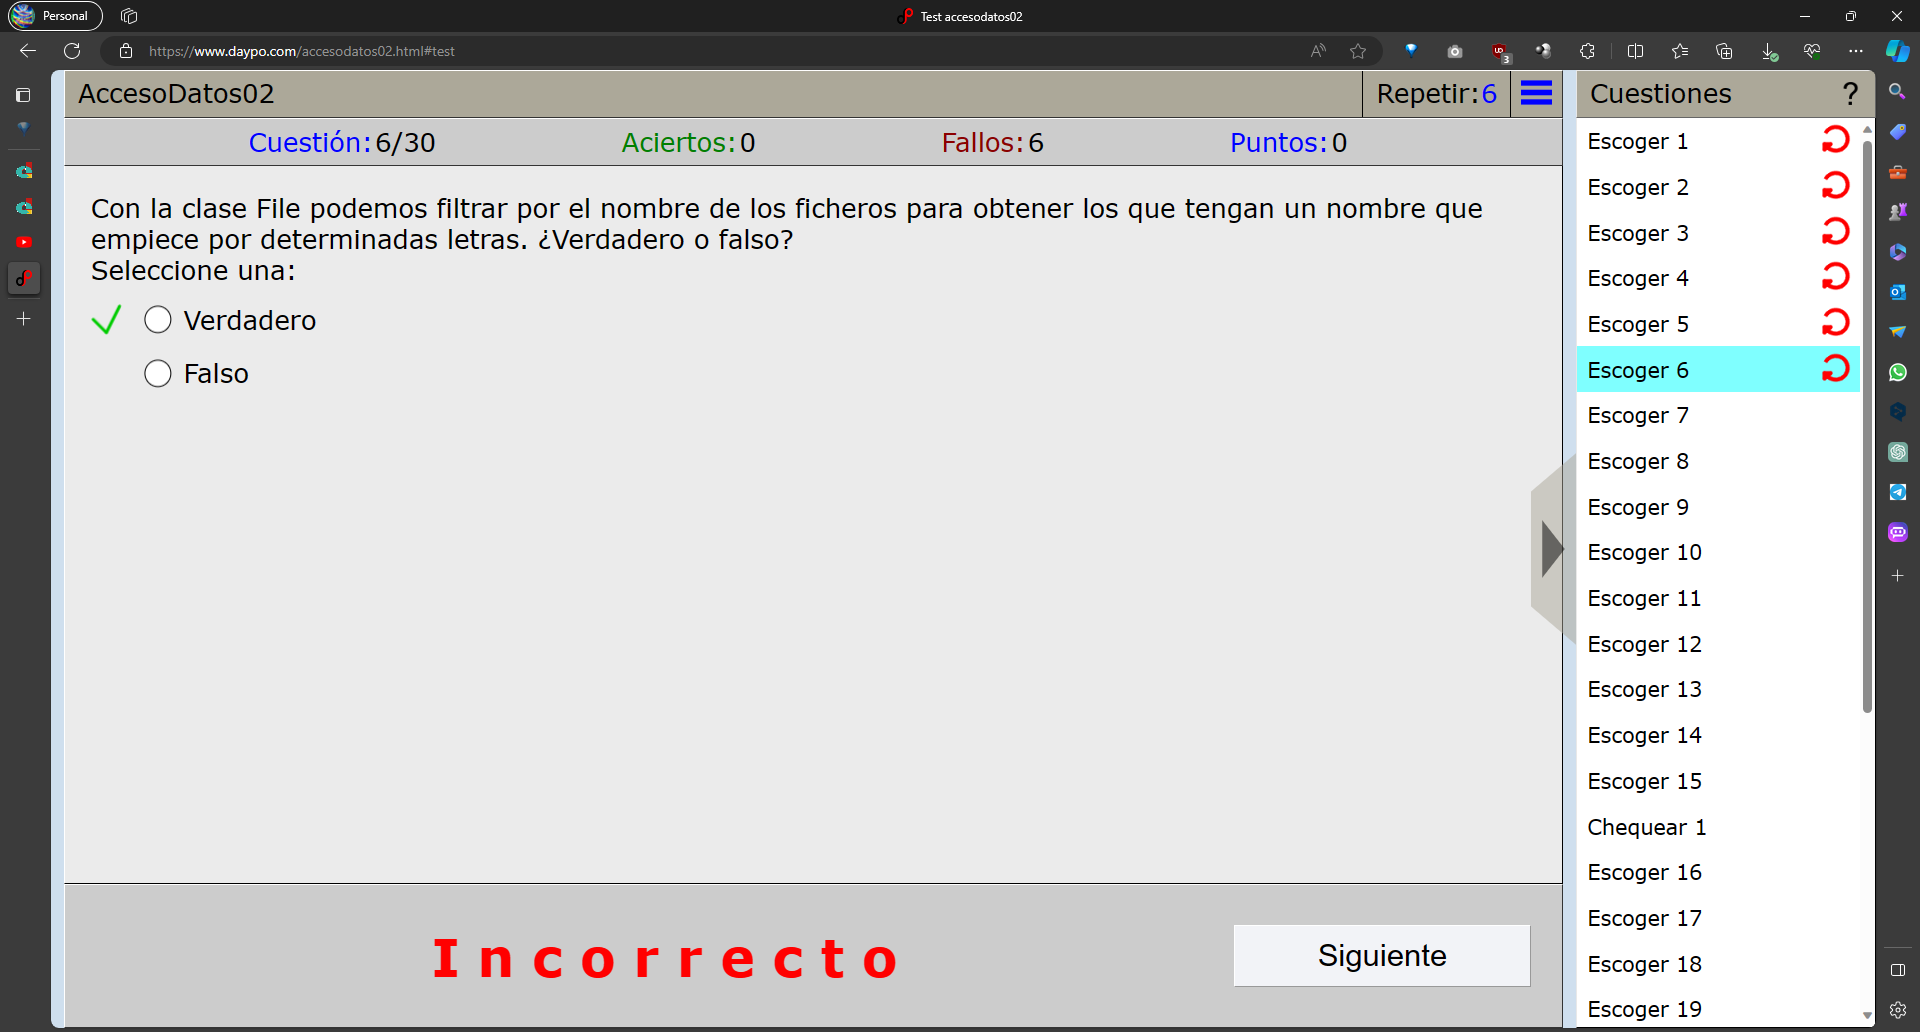 Personal
Test accesodatos02
https://www.daypo.com/accesodatos02.html#test
3
AccesoDatos02
Repetir:6
Cuestión:6/30
Aciertos:0
Fallos:6
Puntos:0
Con la clase File podemos filtrar por el nombre de los ficheros para obtener los que tengan un nombre que
empiece por determinadas letras. ¿Verdadero o falso?
Seleccione una:
Verdadero
Falso
Incorrecto
Siguiente
Cuestiones
?
Escoger 1
Escoger 2
Escoger 3
Escoger 4
Escoger 5
Escoger 6
Escoger 7
Escoger 8
Escoger 9
Escoger 10
Escoger 11
Escoger 12
Escoger 13
Escoger 14
Escoger 15
Chequear 1
Escoger 16
Escoger 17
Escoger 18
Escoger 19